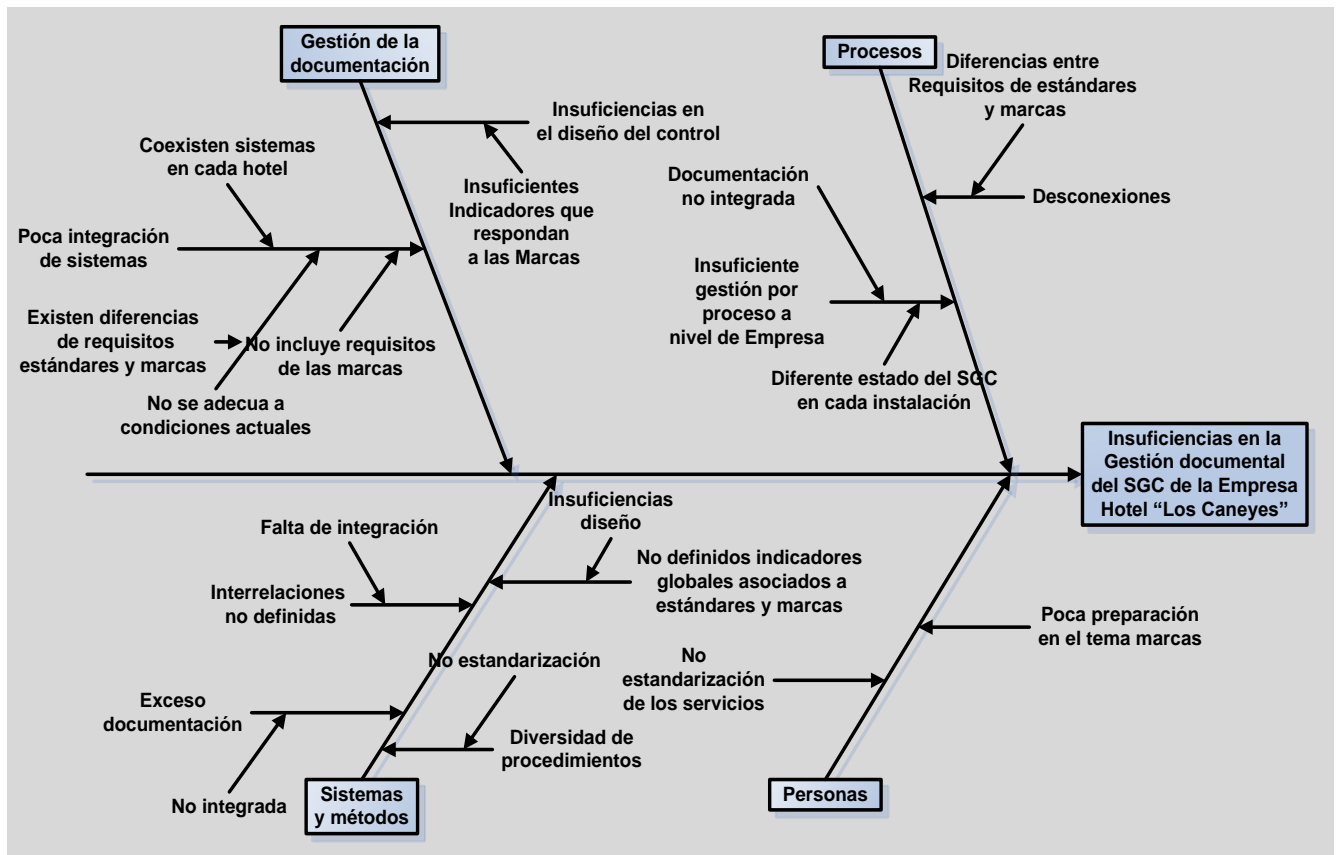 Gestión de la
documentación
Procesos
Diferencias entre
Requisitos de estándares
y marcas
Insuficiencias en
el diseño del control
Coexisten sistemas
en cada hotel
Insuficientes
Indicadores que
respondan
a las Marcas
Documentación
no integrada
Desconexiones
Poca integración
de sistemas
Insuficiente
gestión por
proceso a
nivel de Empresa
Existen diferencias
de requisitos
estándares y marcas
No incluye requisitos
de las marcas
Diferente estado del SGC
en cada instalación
No se adecua a
condiciones actuales
Insuficiencias en la
Gestión documental
del SGC de la Empresa
Hotel “Los Caneyes”
Insuficiencias
diseño
Falta de integración
No definidos indicadores
globales asociados a
estándares y marcas
Interrelaciones
no definidas
Poca preparación
en el tema marcas
No estandarización
No
estandarización
de los servicios
Exceso
documentación
Diversidad de
procedimientos
No integrada
Sistemas
y métodos
Personas